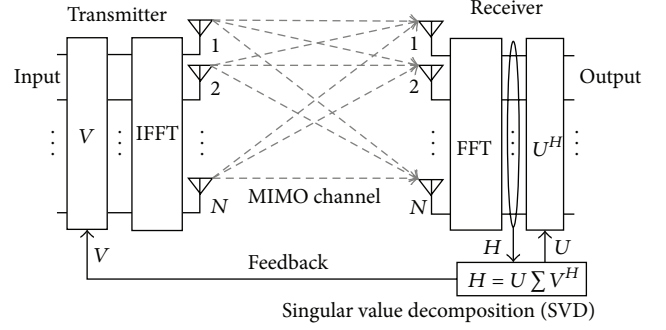 Transmitter
Receiver
Input
V
IFFT
1
2
N
MIMO channel
1
2
N
FFT
U^H
Output
V
Feedback
H
U
H = U ∑ V^H
Singular value decomposition (SVD)